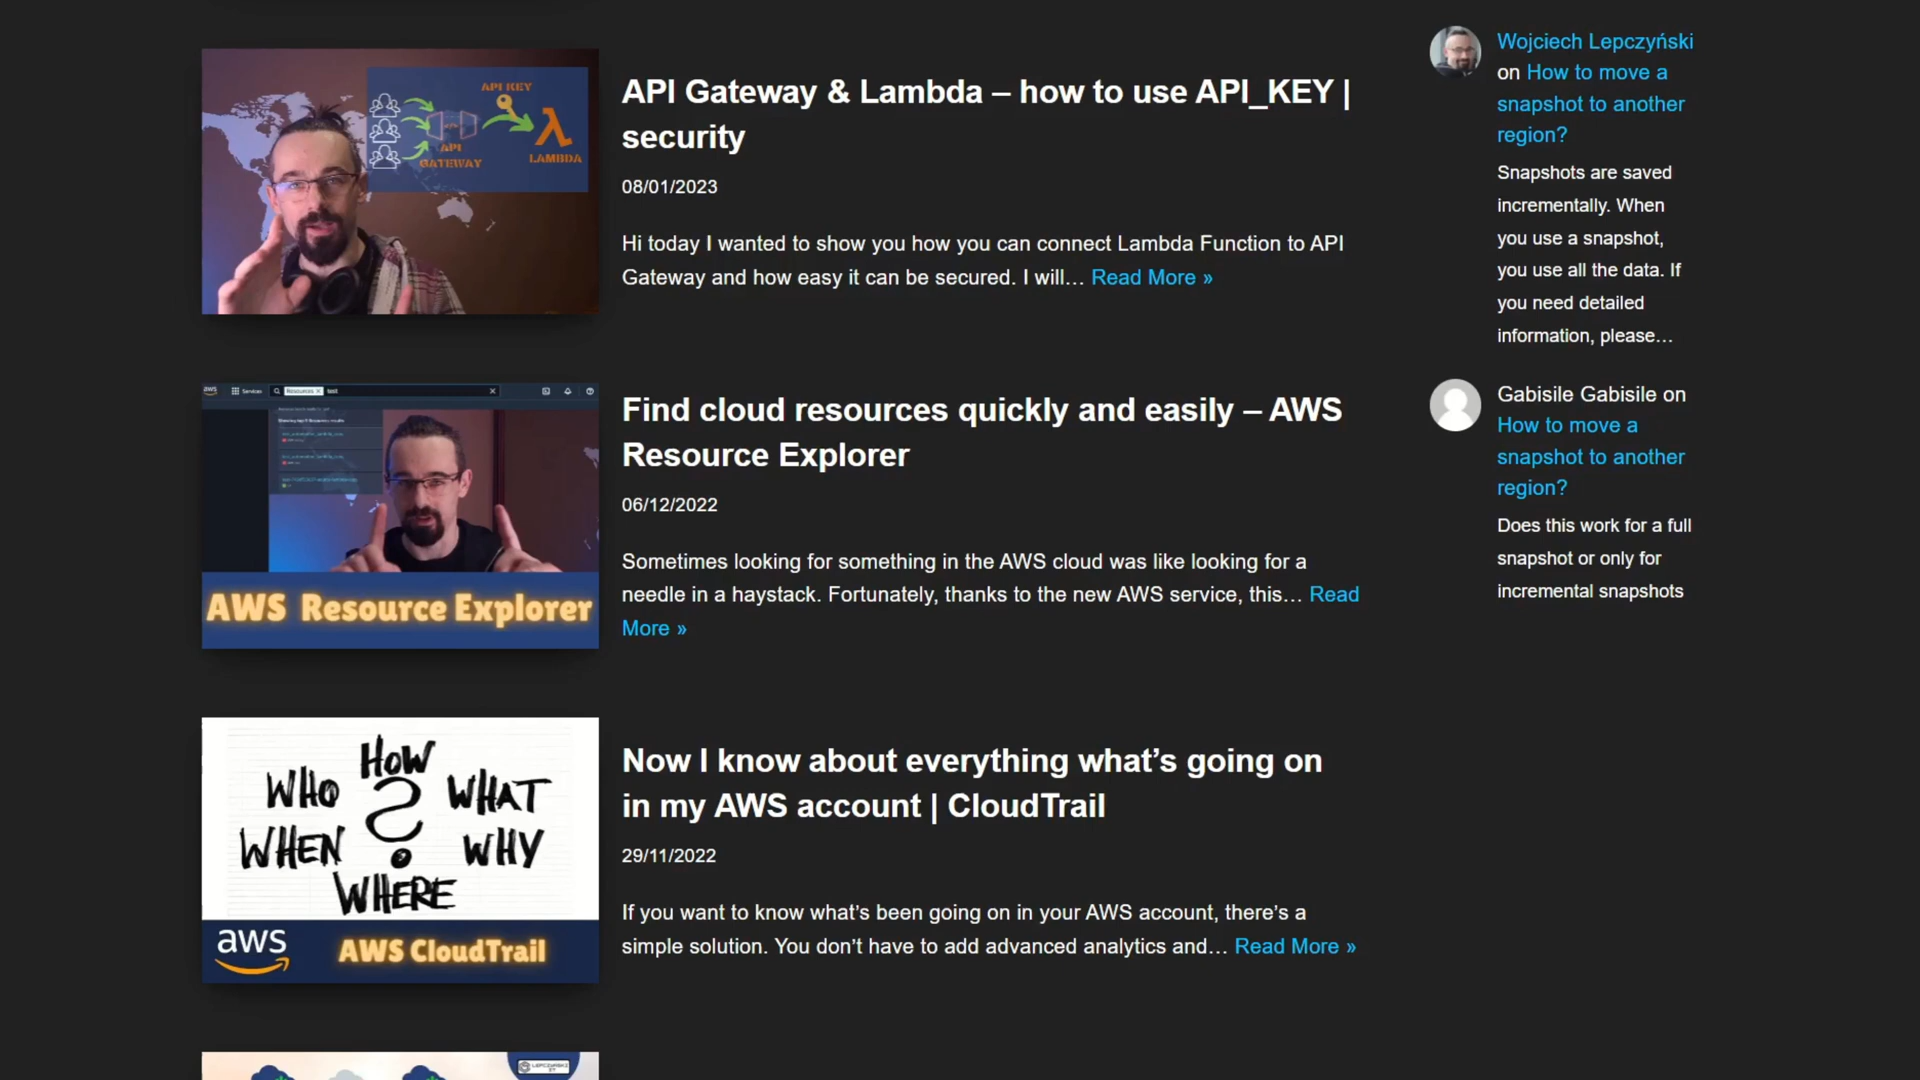 API KEY
API
GATEWAY
LAMBDA
API Gateway & Lambda – how to use API_KEY |
security
08/01/2023
Hi today I wanted to show you how you can connect Lambda Function to API
Gateway and how easy it can be secured. I will… Read More »
aws
Services
Resources
test
AWS Resource Explorer
Find cloud resources quickly and easily – AWS
Resource Explorer
06/12/2022
Sometimes looking for something in the AWS cloud was like looking for a
needle in a haystack. Fortunately, thanks to the new AWS service, this… Read
More »
HOW
WHO
?
WHAT
WHEN
WHY
WHERE
aws
AWS CloudTrail
Now I know about everything what’s going on
in my AWS account | CloudTrail
29/11/2022
If you want to know what’s been going on in your AWS account, there’s a
simple solution. You don’t have to add advanced analytics and… Read More »
Wojciech Lepczyński
on How to move a
snapshot to another
region?
Snapshots are saved
incrementally. When
you use a snapshot,
you use all the data. If
you need detailed
information, please…
Gabisile Gabisile on
How to move a
snapshot to another
region?
Does this work for a full
snapshot or only for
incremental snapshots